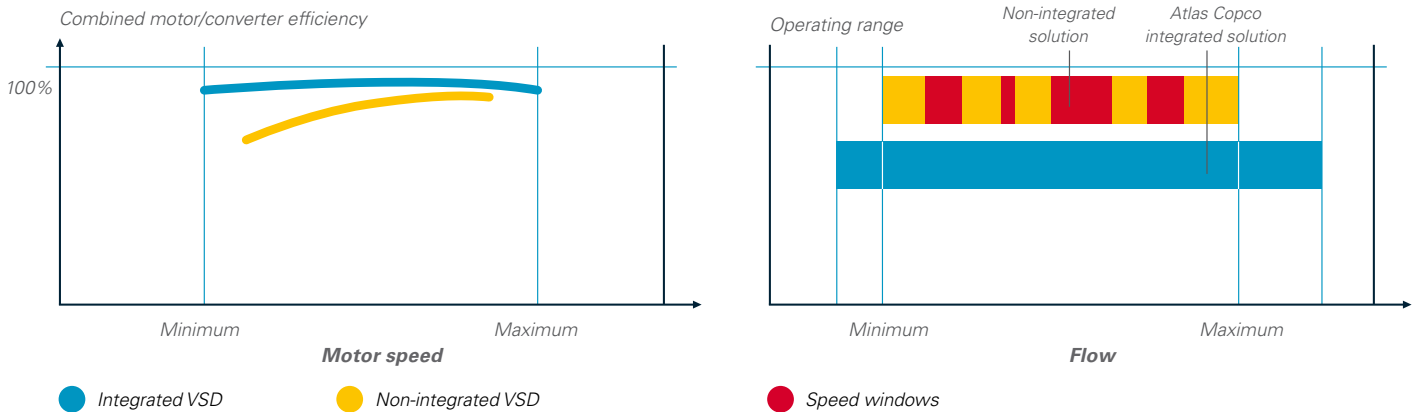 Combined motor/converter efficiency
100%
Minimum
Maximum
Motor speed
Integrated VSD
Non-integrated VSD
Operating range
Non-integrated
solution
Atlas Copco
integrated solution
Minimum
Maximum
Flow
Speed windows